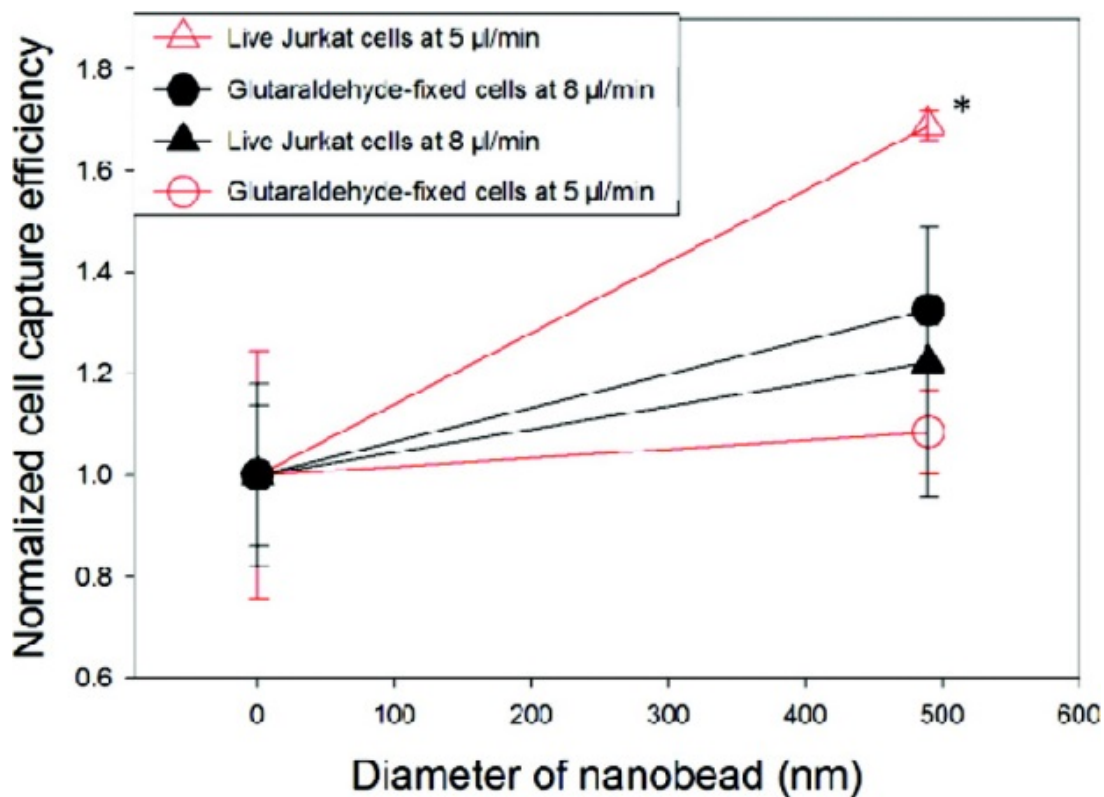 Live Jurkat cells at 5 µl/min
Glutaraldehyde-fixed cells at 8 µl/min
Live Jurkat cells at 8 µl/min
Glutaraldehyde-fixed cells at 5 µl/min
*
Normalized cell capture efficiency
1.8
1.6
1.4
1.2
1.0
0.8
0.6
0 100 200 300 400 500 600
Diameter of nanobead (nm)